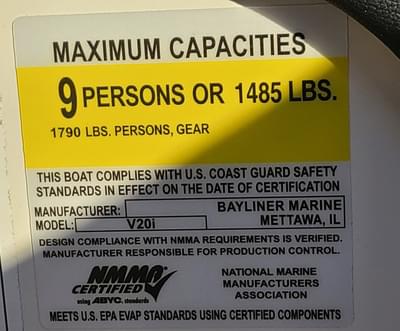 MAXIMUM CAPACITIES
9 PERSONS OR 1485 LBS.
1790 LBS. PERSONS, GEAR
THIS BOAT COMPLIES WITH U.S. COAST GUARD SAFETY
STANDARDS IN EFFECT ON THE DATE OF CERTIFICATION
MANUFACTURER: BAYLINER MARINE
MODEL: V20i METTAWA, IL
DESIGN COMPLIANCE WITH NMMA REQUIREMENTS IS VERIFIED.
MANUFACTURER RESPONSIBLE FOR PRODUCTION CONTROL.
NMMA
CERTIFIED
using ABYC. standards
NATIONAL MARINE
MANUFACTURERS
ASSOCIATION
MEETS U.S. EPA EVAP STANDARDS USING CERTIFIED COMPONENTS